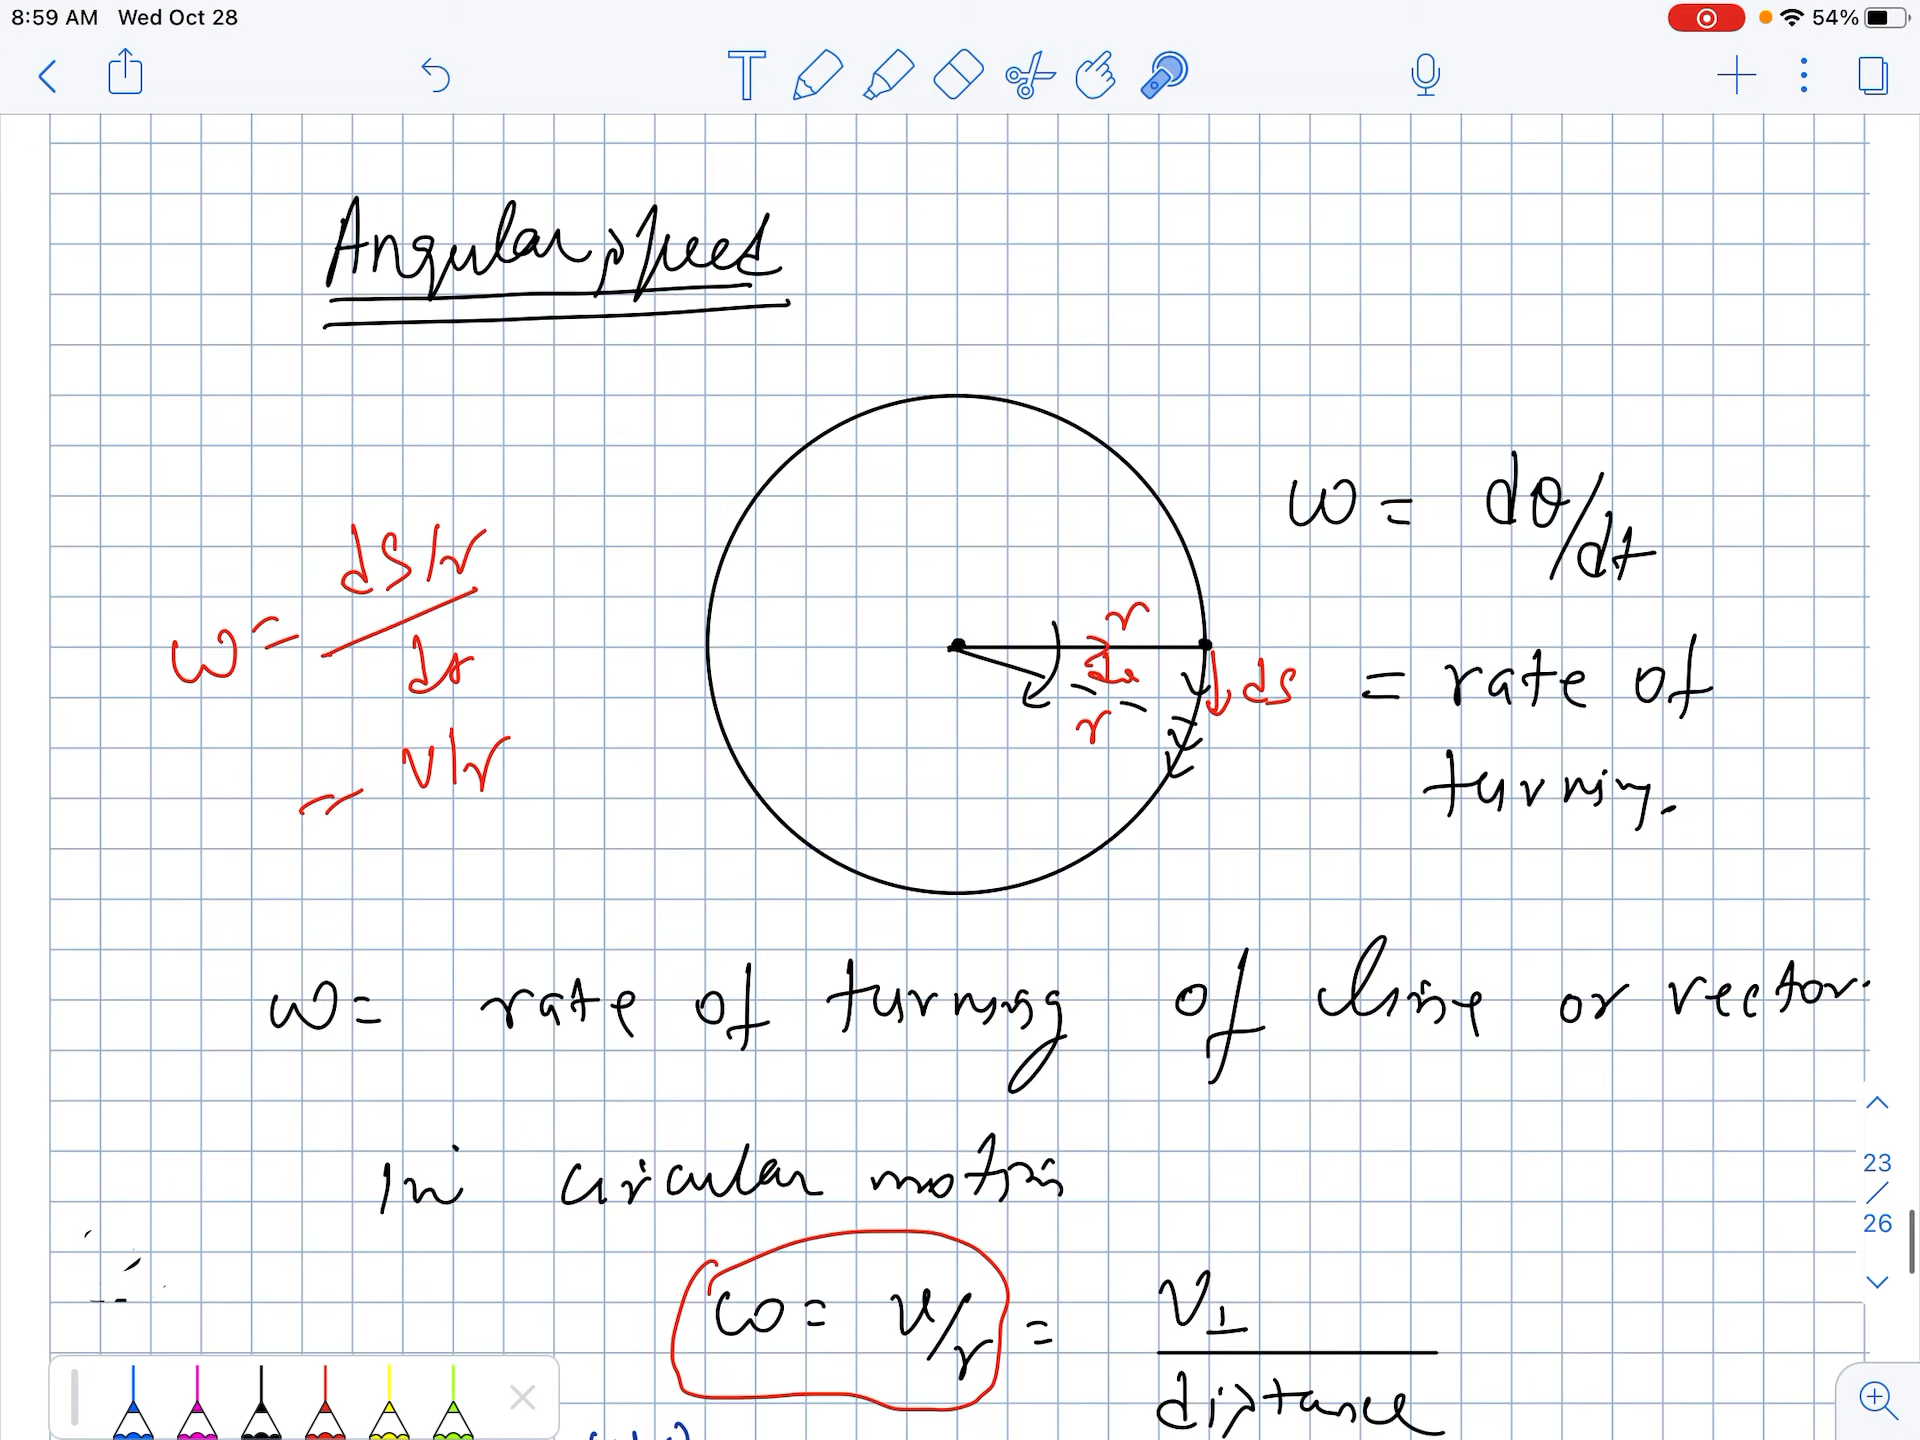 8:59 AM Wed Oct 28
54%
T
Angular speed
ω = dθ/dt
ω = ds/r
dt
= v/r
r
r
ds
= rate of
turning.
ω = rate of turning of line or vector.
In circular motion
ω = v/r = V⊥
distance
23
/
26